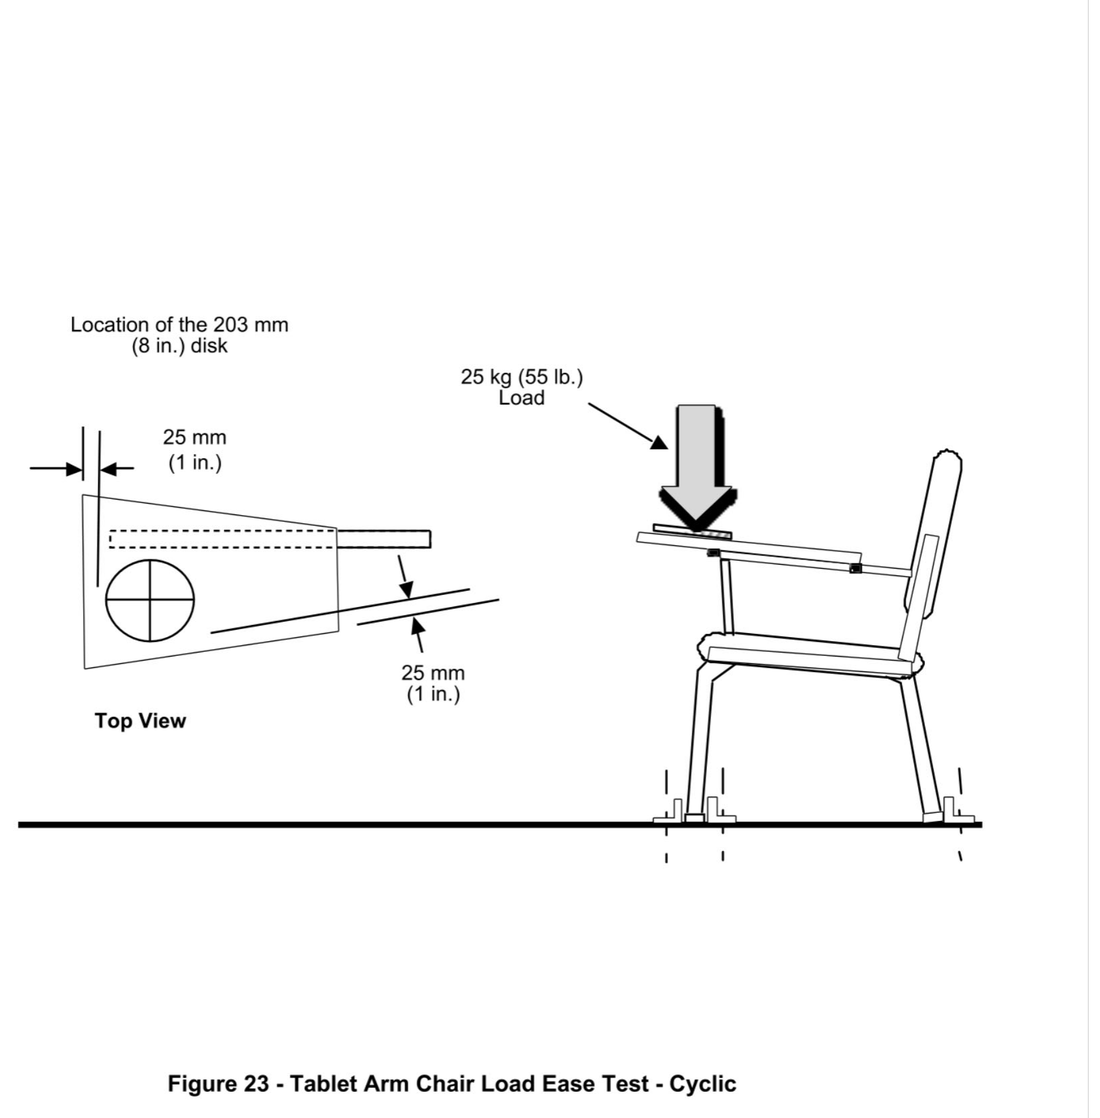 Location of the 203 mm
(8 in.) disk
25 kg (55 lb.)
Load
25 mm
(1 in.)
25 mm
(1 in.)
Top View
Figure 23 - Tablet Arm Chair Load Ease Test - Cyclic